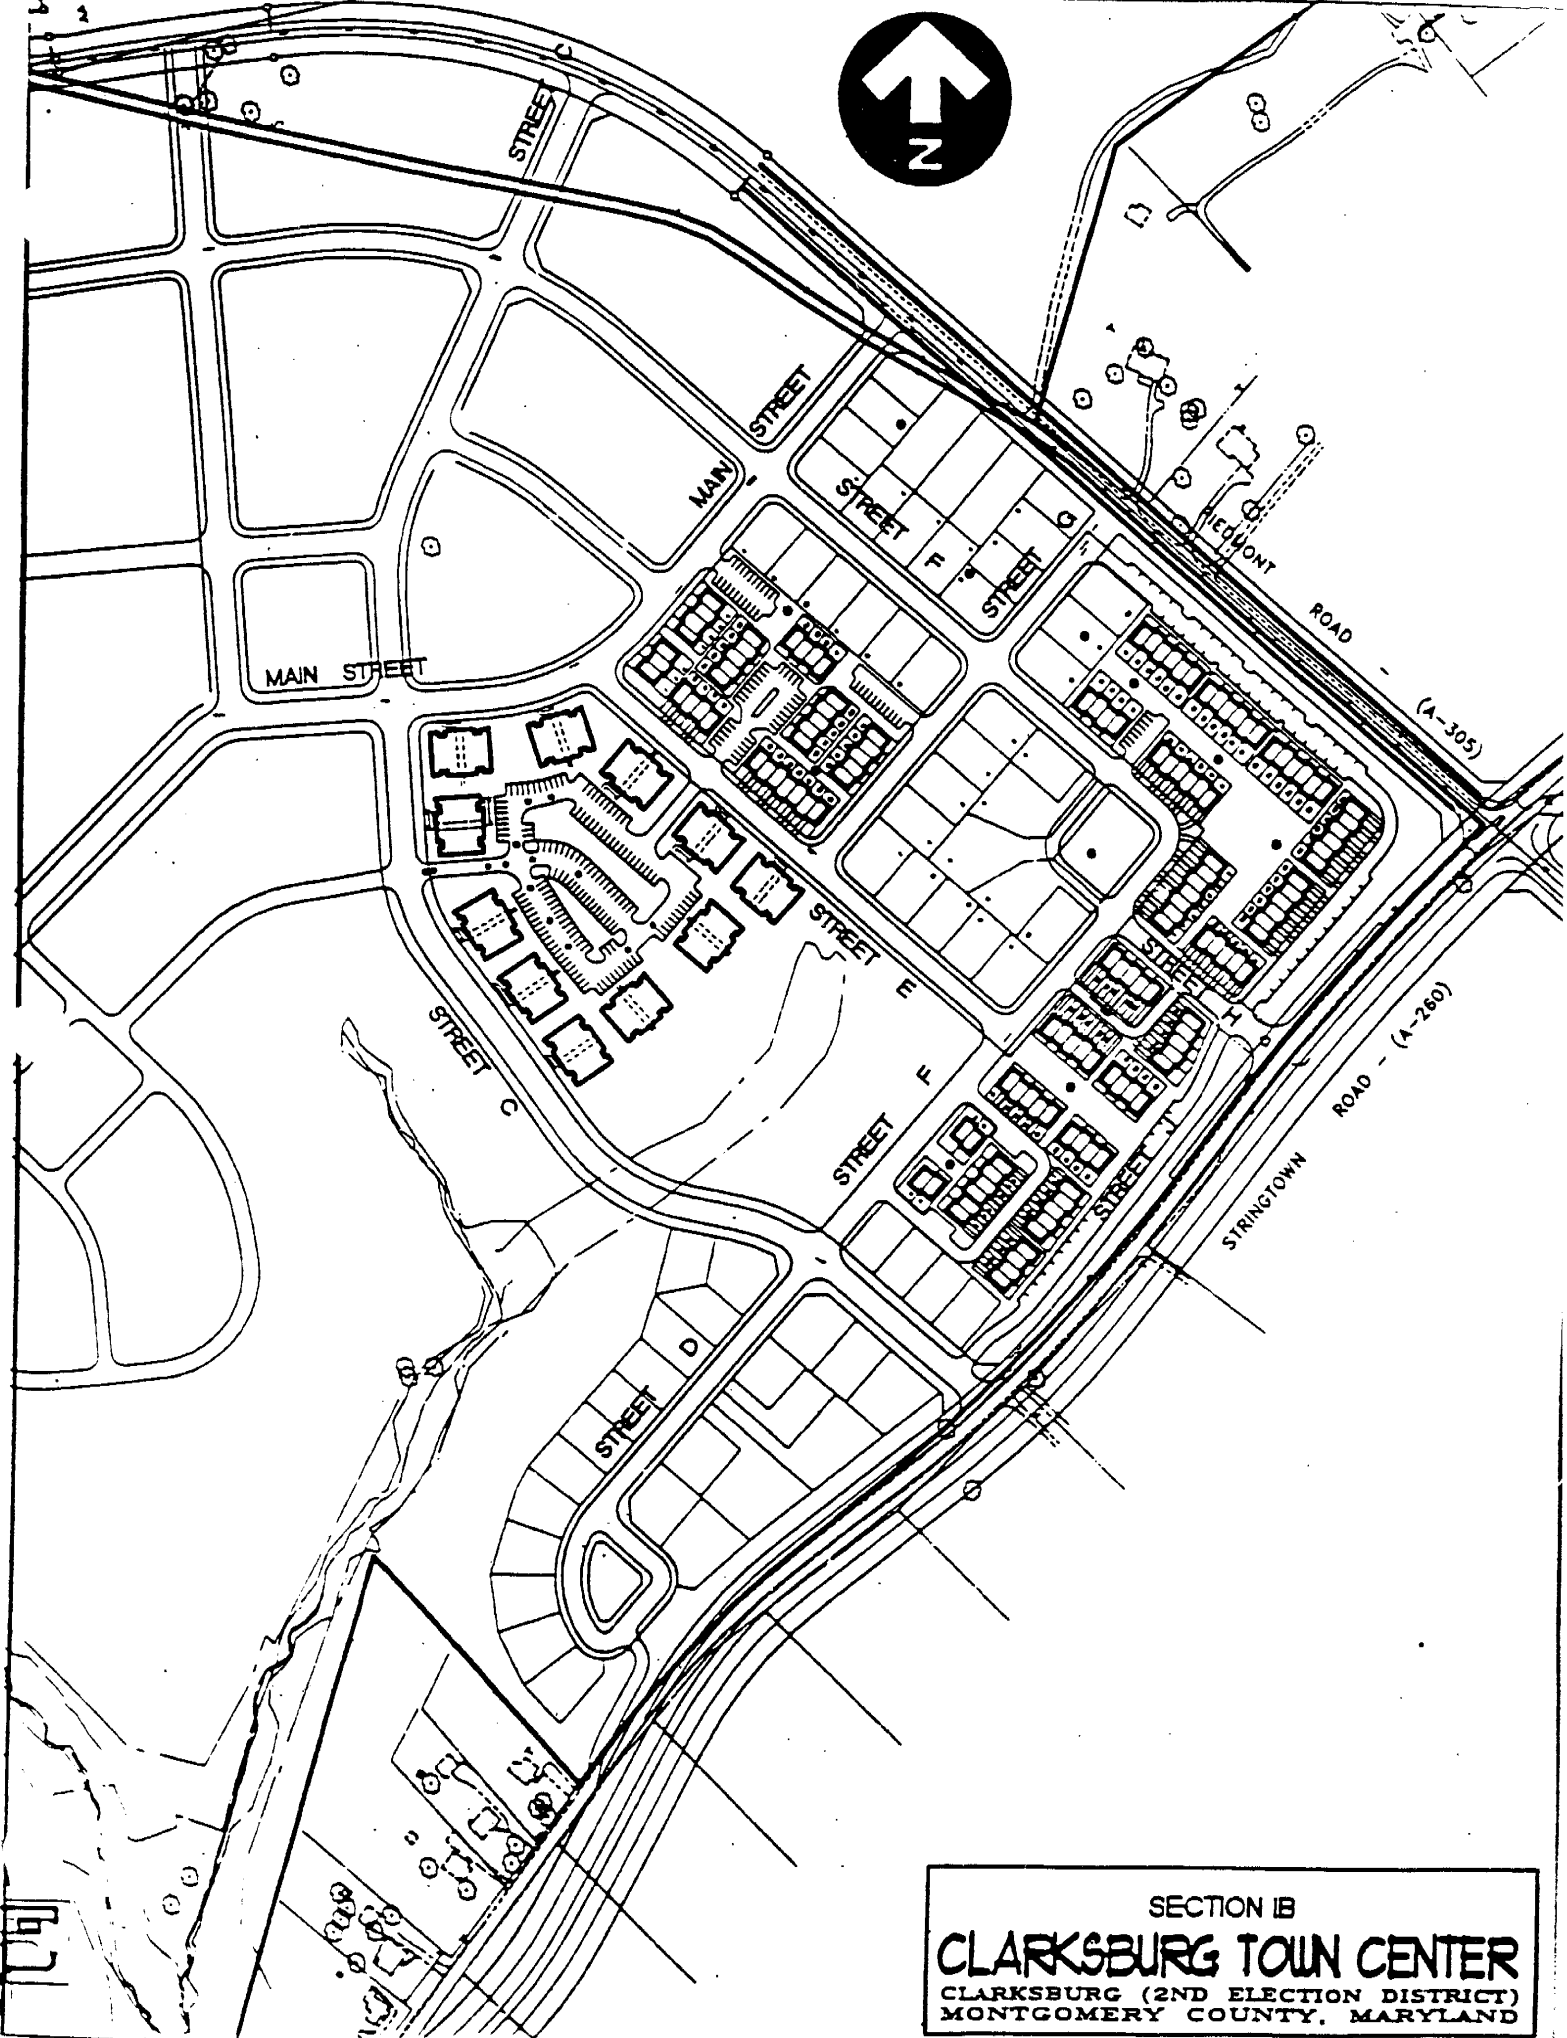 C
STREET
N
STREET
MAIN
STREET
F
G
STREET
PIEDMONT
ROAD - (A-305)
MAIN STREET
STREET E
STREET H
STREET C
STREET F
STREET
ROAD - (A-260)
STRINGTOWN
STREET D
SECTION 1B
CLARKSBURG TOWN CENTER
CLARKSBURG (2ND ELECTION DISTRICT)
MONTGOMERY COUNTY, MARYLAND